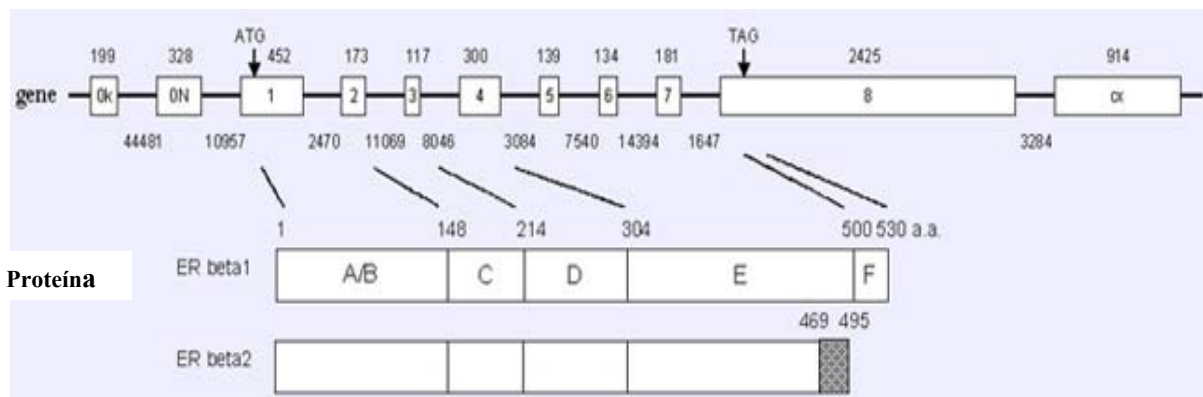 ATG TAG
199 328 452 173 117 300 139 134 181 2425 914
gene 0k 0N 1 2 3 4 5 6 7 8 cx
44481 10957 2470 11069 8046 3084 7540 14394 1647 3284
1 148 214 304 500 530 a.a.
Proteína ER beta1 A/B C D E F
469 495
ER beta2